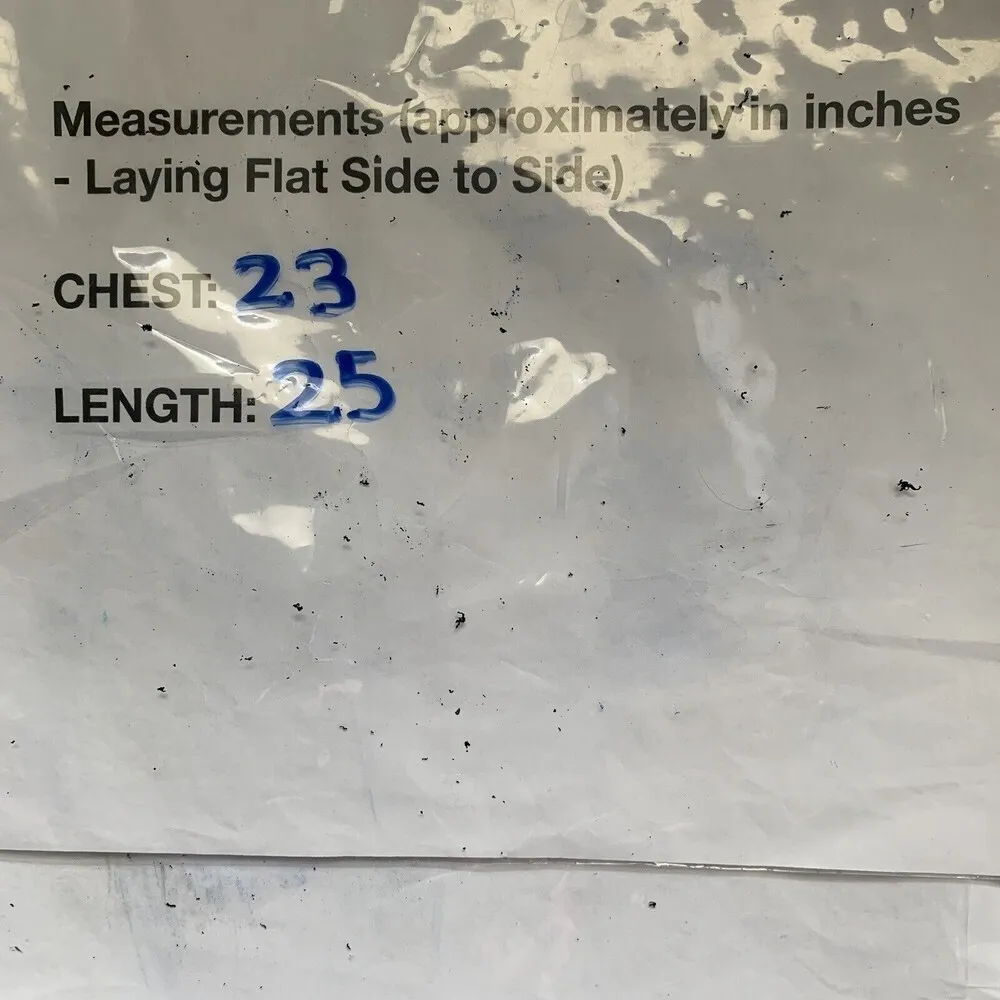 Measurements (approximately in inches
- Laying Flat Side to Side)
CHEST: 23
LENGTH: 25